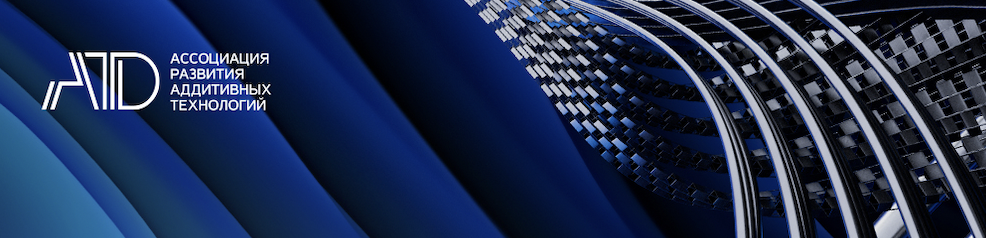 АТD
АССОЦИАЦИЯ
РАЗВИТИЯ
АДДИТИВНЫХ
ТЕХНОЛОГИЙ